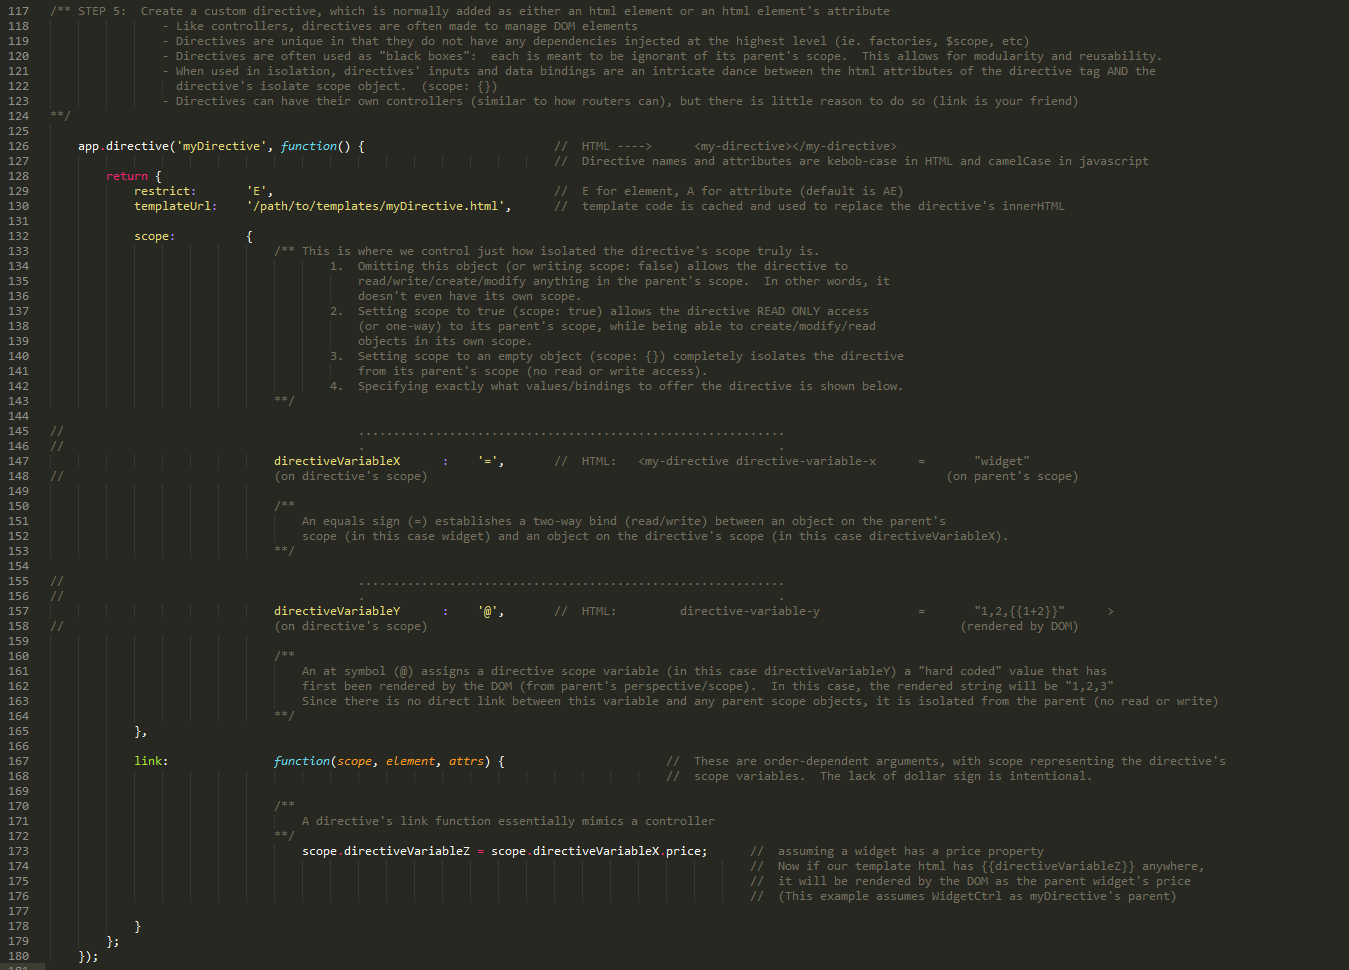 117 /** STEP 5:  Create a custom directive, which is normally added as either an html element or an html element's attribute
118 - Like controllers, directives are often made to manage DOM elements
119 - Directives are unique in that they do not have any dependencies injected at the highest level (ie. factories, $scope, etc)
120 - Directives are often used as "black boxes":  each is meant to be ignorant of its parent's scope.  This allows for modularity and reusability.
121 - When used in isolation, directives' inputs and data bindings are an intricate dance between the html attributes of the directive tag AND the
122 directive's isolate scope object.  (scope: {})
123 - Directives can have their own controllers (similar to how routers can), but there is little reason to do so (link is your friend)
124 **/
125
126 app.directive('myDirective', function() { // HTML ----> <my-directive></my-directive>
127 // Directive names and attributes are kebob-case in HTML and camelCase in javascript
128 return {
129 restrict: 'E', // E for element, A for attribute (default is AE)
130 templateUrl: '/path/to/templates/myDirective.html', // template code is cached and used to replace the directive's innerHTML
131
132 scope: {
133 /** This is where we control just how isolated the directive's scope truly is.
134 1. Omitting this object (or writing scope: false) allows the directive to
135 read/write/create/modify anything in the parent's scope.  In other words, it
136 doesn't even have its own scope.
137 2. Setting scope to true (scope: true) allows the directive READ ONLY access
138 (or one-way) to its parent's scope, while being able to create/modify/read
139 objects in its own scope.
140 3. Setting scope to an empty object (scope: {}) completely isolates the directive
141 from its parent's scope (no read or write access).
142 4. Specifying exactly what values/bindings to offer the directive is shown below.
143 **/
144
145 // .............................................................
146 // . .
147 directiveVariableX : '=', // HTML: <my-directive directive-variable-x = "widget"
148 // (on directive's scope) (on parent's scope)
149
150 /**
151 An equals sign (=) establishes a two-way bind (read/write) between an object on the parent's
152 scope (in this case widget) and an object on the directive's scope (in this case directiveVariableX).
153 **/
154
155 // .............................................................
156 // . .
157 directiveVariableY : '@', // HTML: directive-variable-y = "1,2,{{1+2}}" >
158 // (on directive's scope) (rendered by DOM)
159
160 /**
161 An at symbol (@) assigns a directive scope variable (in this case directiveVariableY) a "hard coded" value that has
162 first been rendered by the DOM (from parent's perspective/scope).  In this case, the rendered string will be "1,2,3"
163 Since there is no direct link between this variable and any parent scope objects, it is isolated from the parent (no read or write)
164 **/
165 },
166
167 link: function(scope, element, attrs) { // These are order-dependent arguments, with scope representing the directive's
168 // scope variables.  The lack of dollar sign is intentional.
169
170 /**
171 A directive's link function essentially mimics a controller
172 **/
173 scope.directiveVariableZ = scope.directiveVariableX.price; // assuming a widget has a price property
174 // Now if our template html has {{directiveVariableZ}} anywhere,
175 // it will be rendered by the DOM as the parent widget's price
176 // (This example assumes WidgetCtrl as myDirective's parent)
177
178 }
179 };
180 });